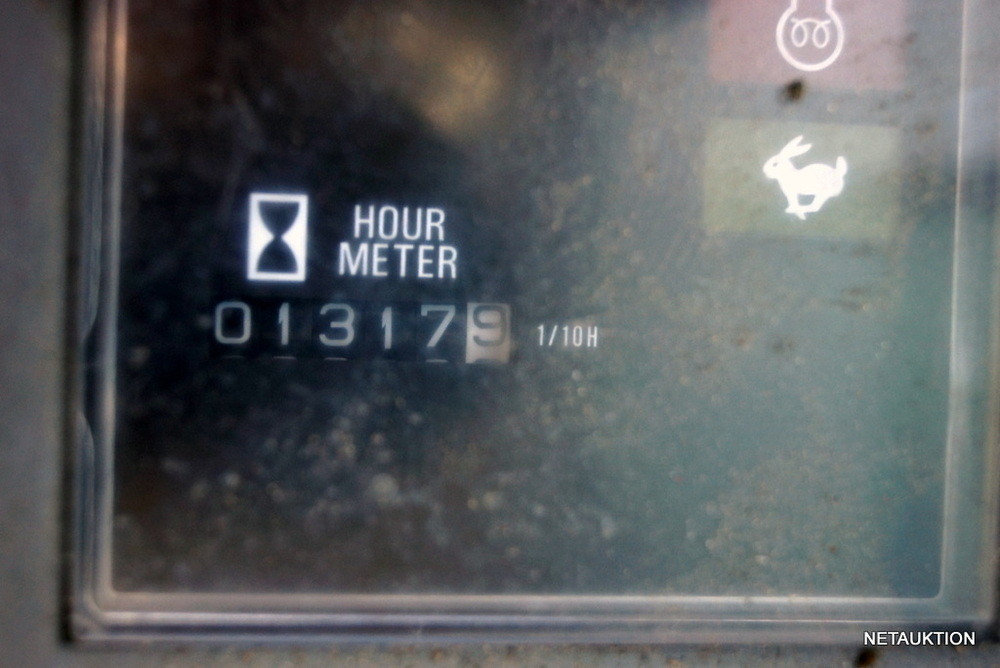 HOUR
METER
013179 1/10H
NETAUKTION